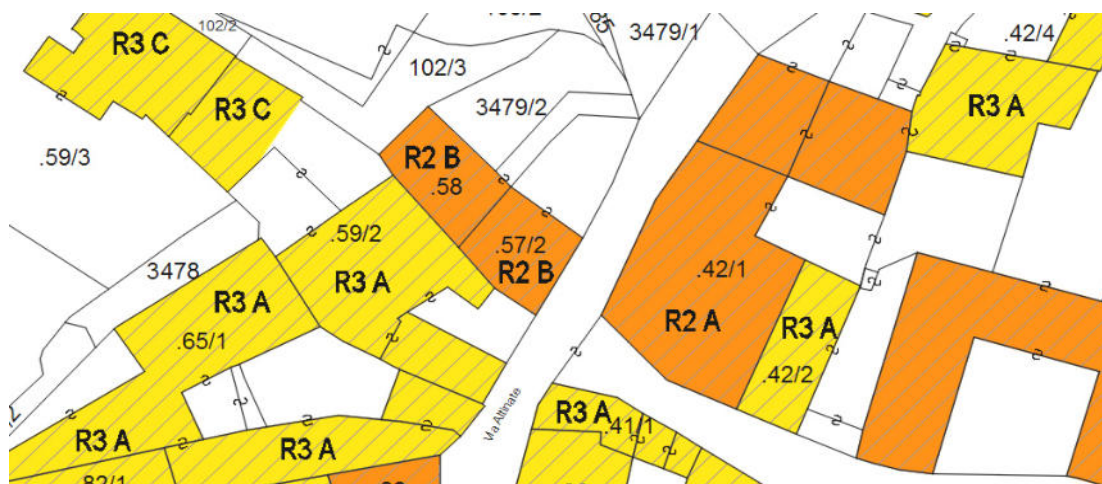 102/2
3479/1
.42/4
R3 C
102/3
R3 A
R3 C
3479/2
.59/3
R2 B
.58
.59/2
.57/2
R2 B
.42/1
3478
R3 A
R3 A
R2 A
R3 A
.65/1
.42/2
Via Altinate
R3 A
.41/1
R3 A
R3 A
.82/1